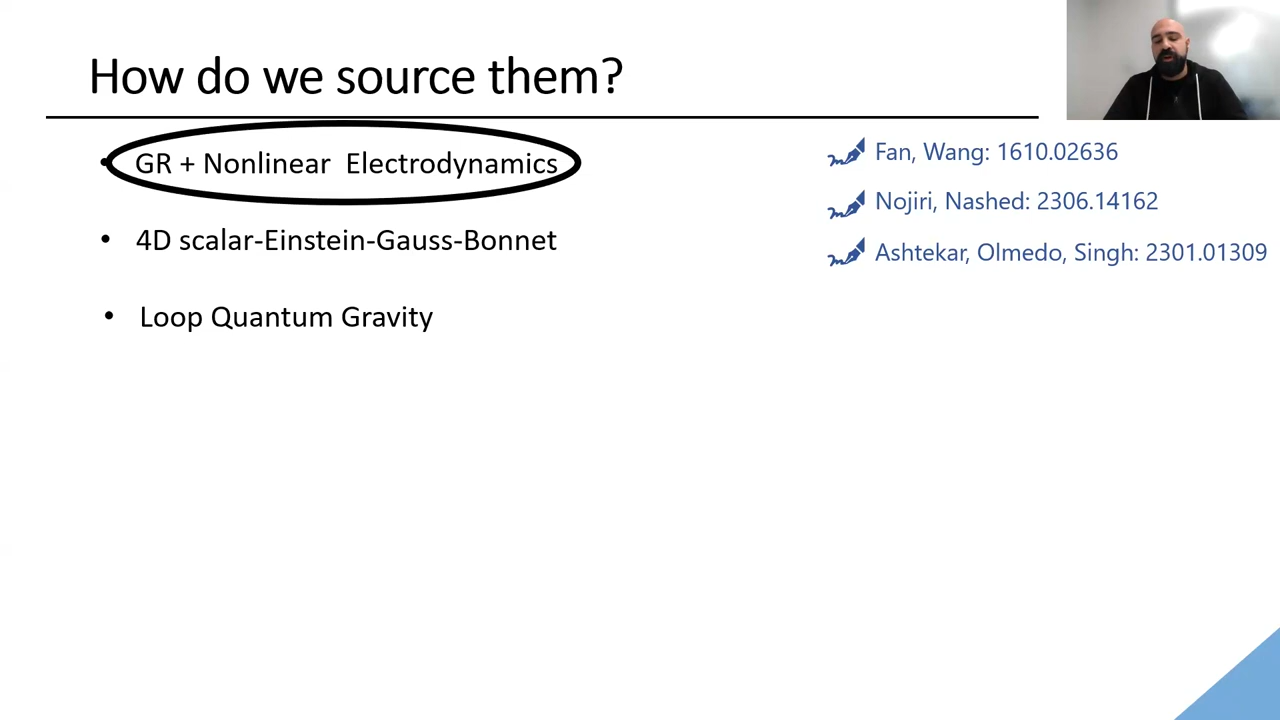 How do we source them?
• GR + Nonlinear Electrodynamics
• 4D scalar-Einstein-Gauss-Bonnet
• Loop Quantum Gravity
Fan, Wang: 1610.02636
Nojiri, Nashed: 2306.14162
Ashtekar, Olmedo, Singh: 2301.01309